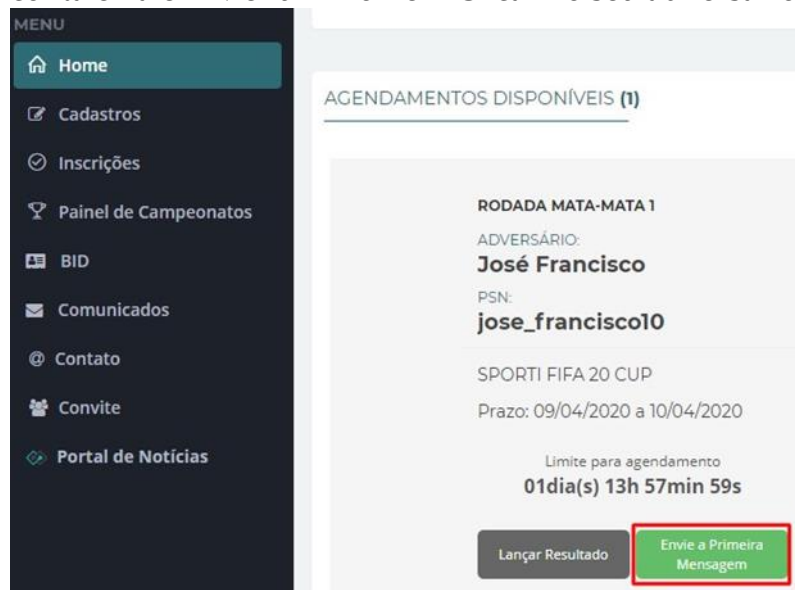 MENU
Home
Cadastros
Inscrições
Painel de Campeonatos
BID
Comunicados
@ Contato
Convite
Portal de Notícias
AGENDAMENTOS DISPONÍVEIS (1)
RODADA MATA-MATA 1
ADVERSÁRIO:
José Francisco
PSN:
jose_francisco10
SPORTI FIFA 20 CUP
Prazo: 09/04/2020 a 10/04/2020
Limite para agendamento
01dia(s) 13h 57min 59s
Lançar Resultado
Envie a Primeira
Mensagem